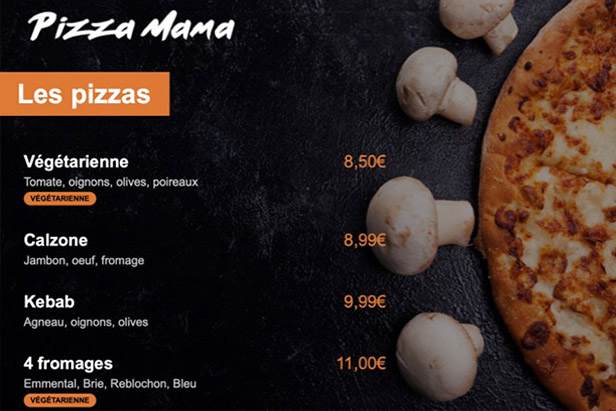 Pizza Mama
Les pizzas
Végétarienne 8,50€
Tomate, oignons, olives, poireaux
VÉGÉTARIENNE
Calzone 8,99€
Jambon, oeuf, fromage
Kebab 9,99€
Agneau, oignons, olives
4 fromages 11,00€
Emmental, Brie, Reblochon, Bleu
VÉGÉTARIENNE